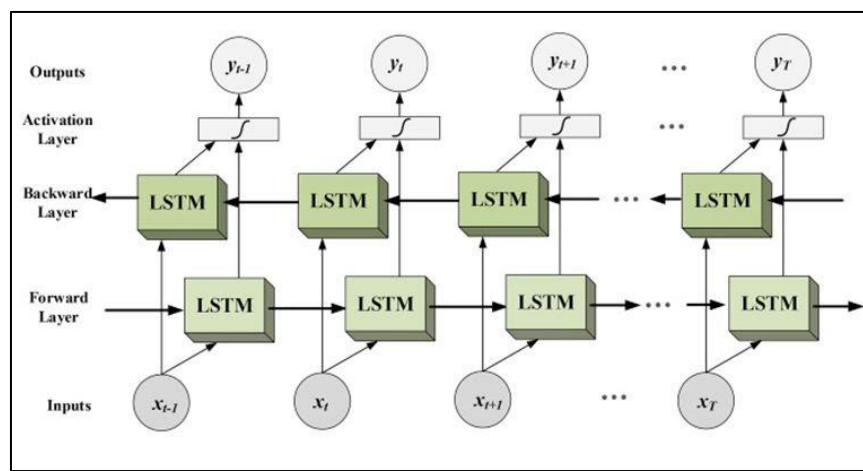 Outputs y_{t-1} y_t y_{t+1} ... y_T
Activation ∫ ∫ ∫ ... ∫
Layer
Backward LSTM LSTM LSTM ... LSTM
Layer
Forward LSTM LSTM LSTM ... LSTM
Layer
Inputs x_{t-1} x_t x_{t+1} ... x_T